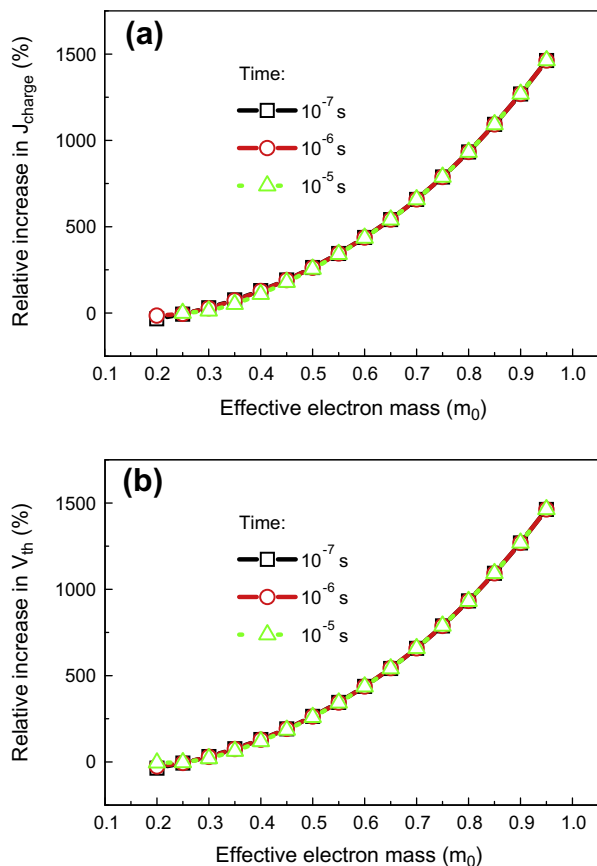 (a)
1500
1000
500
0
Relative increase in J_charge (%)
Time:
10^-7 s
10^-6 s
10^-5 s
0.1 0.2 0.3 0.4 0.5 0.6 0.7 0.8 0.9 1.0
Effective electron mass (m_0)
(b)
1500
1000
500
0
Relative increase in V_th (%)
Time:
10^-7 s
10^-6 s
10^-5 s
0.1 0.2 0.3 0.4 0.5 0.6 0.7 0.8 0.9 1.0
Effective electron mass (m_0)